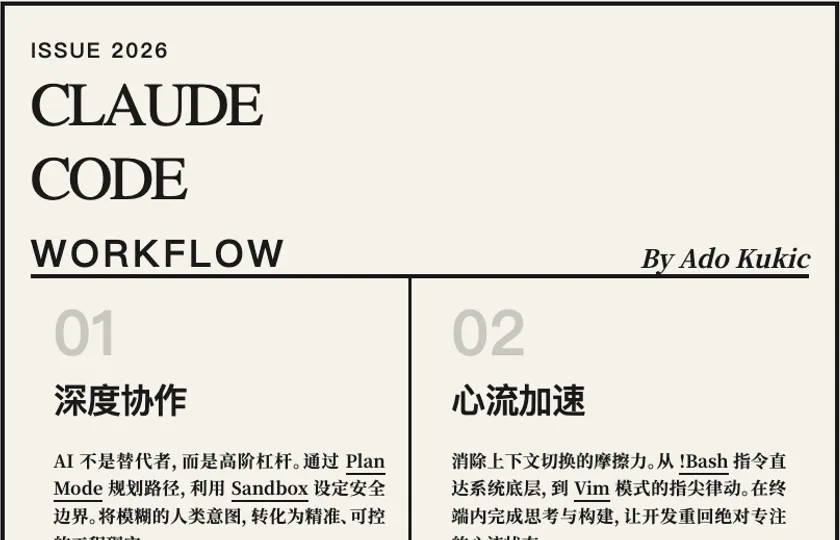 ISSUE 2026
CLAUDE
CODE
WORKFLOW
By Ado Kukic
01
深度协作
AI 不是替代者, 而是高阶杠杆。通过 Plan
Mode 规划路径, 利用 Sandbox 设定安全
边界。将模糊的人类意图, 转化为精准、可控
02
心流加速
消除上下文切换的摩擦力。从 !Bash 指令直
达系统底层, 到 Vim 模式的指尖律动。在终
端内完成思考与构建, 让开发重回绝对专注